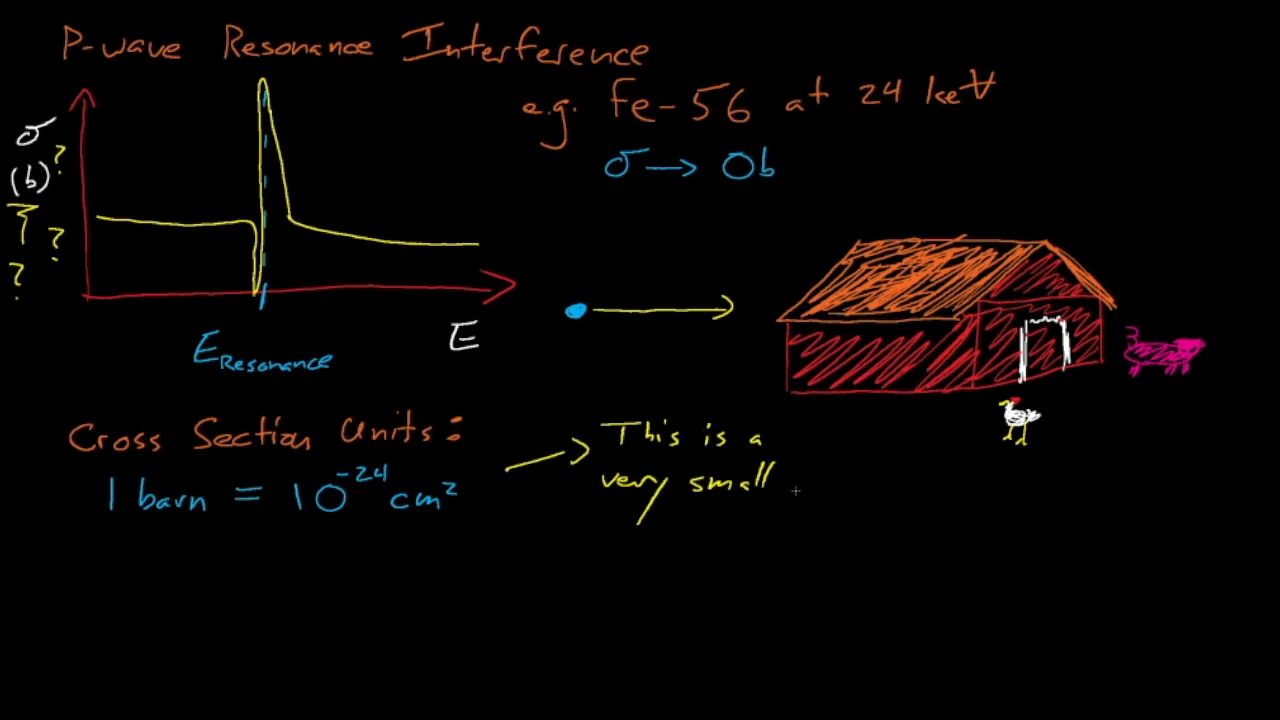 P-wave Resonance Interference
e.g. Fe-56 at 24 keV
σ → 0b
σ
(b)
?
?
?
E
E Resonance
Cross Section Units:
1 barn = 10⁻²⁴ cm²
→ This is a
very small